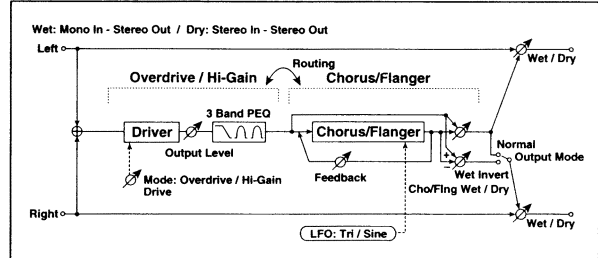 Wet: Mono In - Stereo Out / Dry: Stereo In - Stereo Out
Left
Wet / Dry
Routing
Overdrive / Hi-Gain
Chorus/Flanger
3 Band PEQ
Driver
Chorus/Flanger
Normal
Output Level
Output Mode
+
−
Wet Invert
Mode: Overdrive / Hi-Gain
Drive
Feedback
Cho/Flng Wet / Dry
Right
Wet / Dry
LFO: Tri / Sine